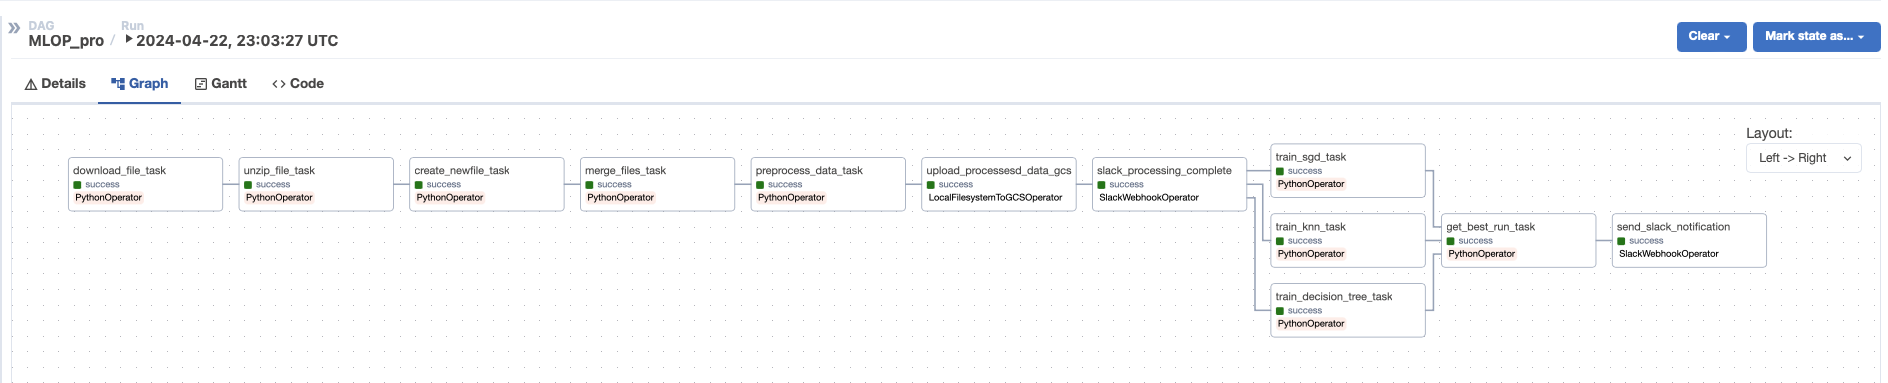 DAG
MLOP_pro
/
Run
2024-04-22, 23:03:27 UTC
Clear
Mark state as...
Details
Graph
Gantt
Code
Layout:
Left -> Right
download_file_task
success
PythonOperator
unzip_file_task
success
PythonOperator
create_newfile_task
success
PythonOperator
merge_files_task
success
PythonOperator
preprocess_data_task
success
PythonOperator
upload_processesd_data_gcs
success
LocalFilesystemToGCSOperator
slack_processing_complete
success
SlackWebhookOperator
train_sgd_task
success
PythonOperator
train_knn_task
success
PythonOperator
train_decision_tree_task
success
PythonOperator
get_best_run_task
success
PythonOperator
send_slack_notification
success
SlackWebhookOperator